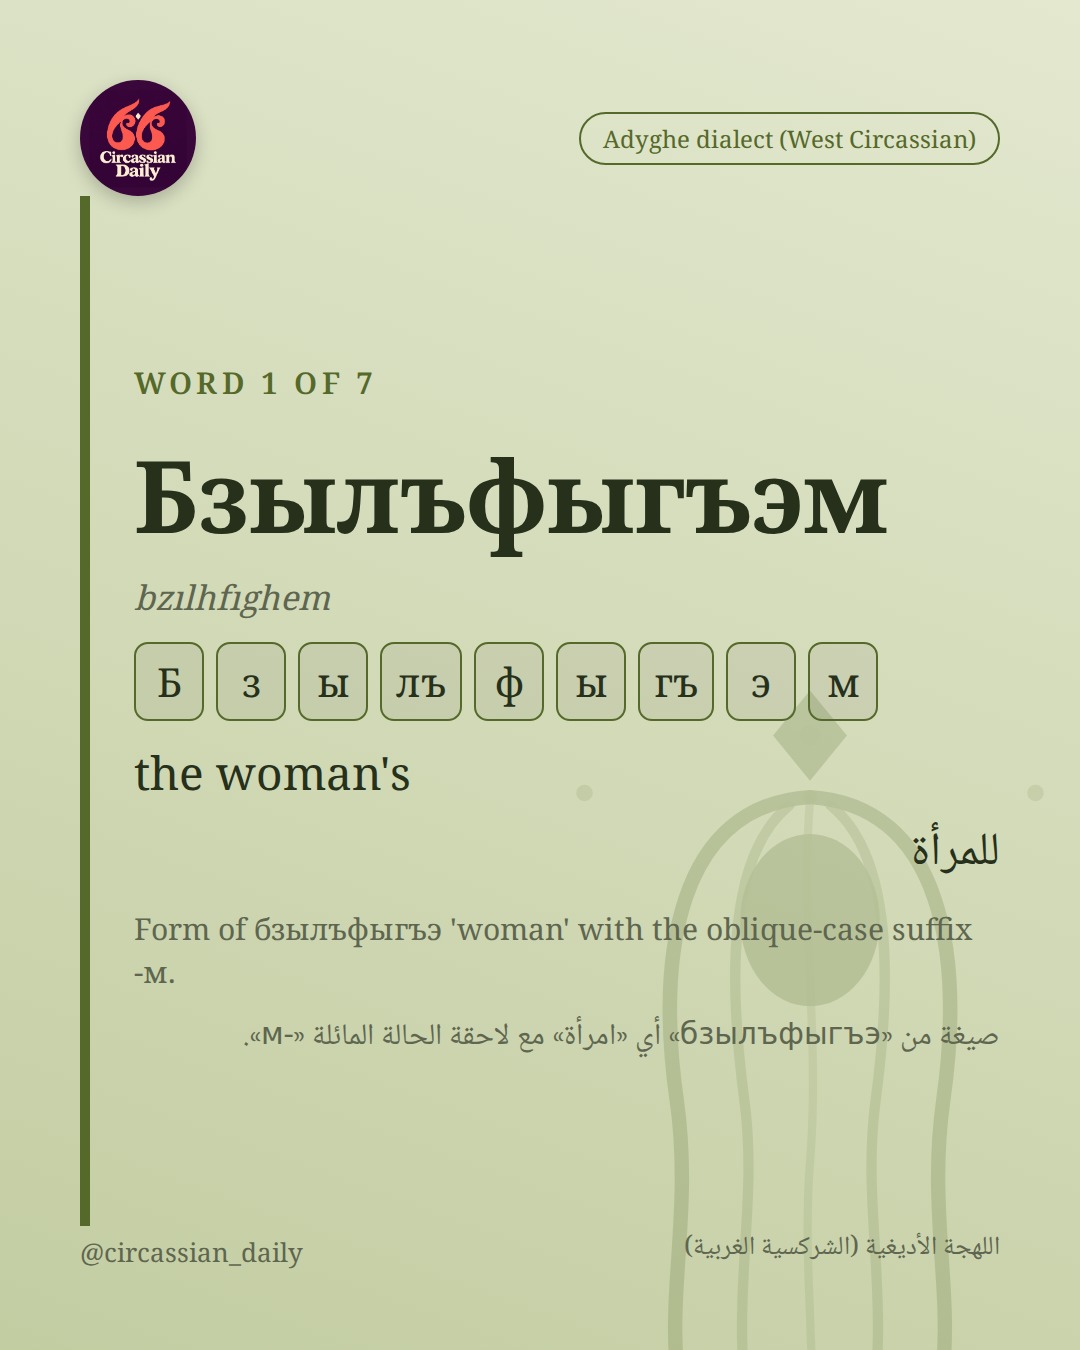 Circassian
Daily
Adyghe dialect (West Circassian)
WORD 1 OF 7
Бзылъфыгъэм
bzılhfıghem
Б з ы лъ ф ы гъ э м
the woman's
للمرأة
Form of бзылъфыгъэ 'woman' with the oblique-case suffix
-м.
صيغة من «бзылъфыгъэ» أي «امرأة» مع لاحقة الحالة المائلة «-м».
@circassian_daily
اللهجة الأديغية (الشركسية الغربية)